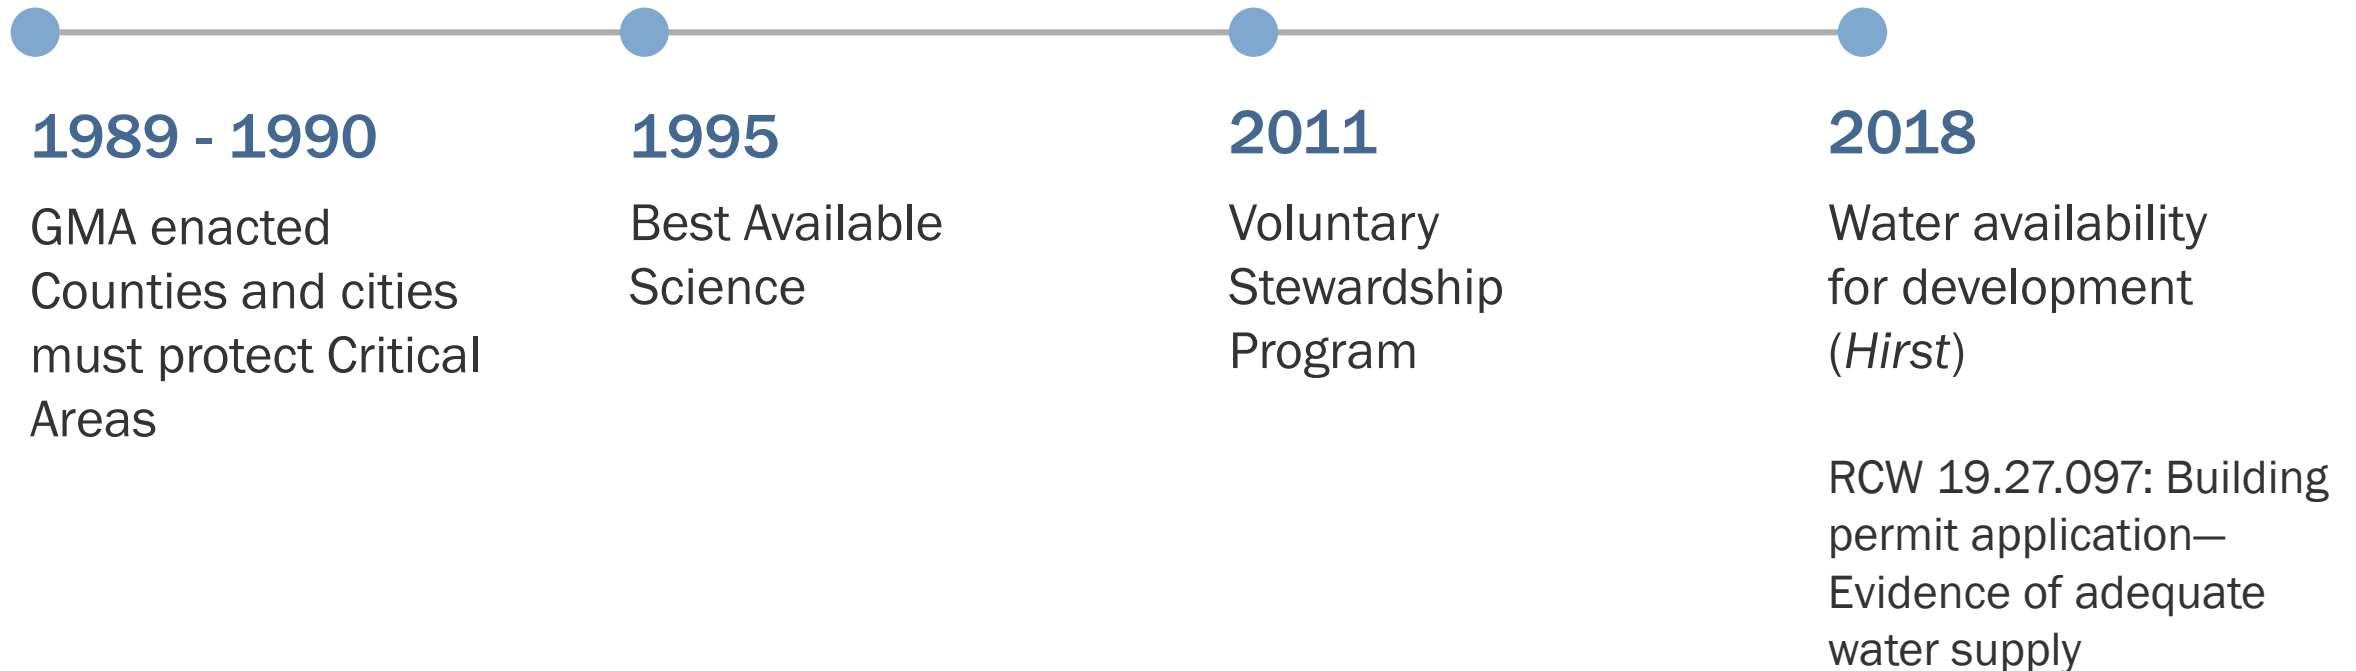 1989 - 1990
GMA enacted
Counties and cities
must protect Critical
Areas
1995
Best Available
Science
2011
Voluntary
Stewardship
Program
2018
Water availability
for development
(Hirst)
RCW 19.27.097: Building
permit application—
Evidence of adequate
water supply